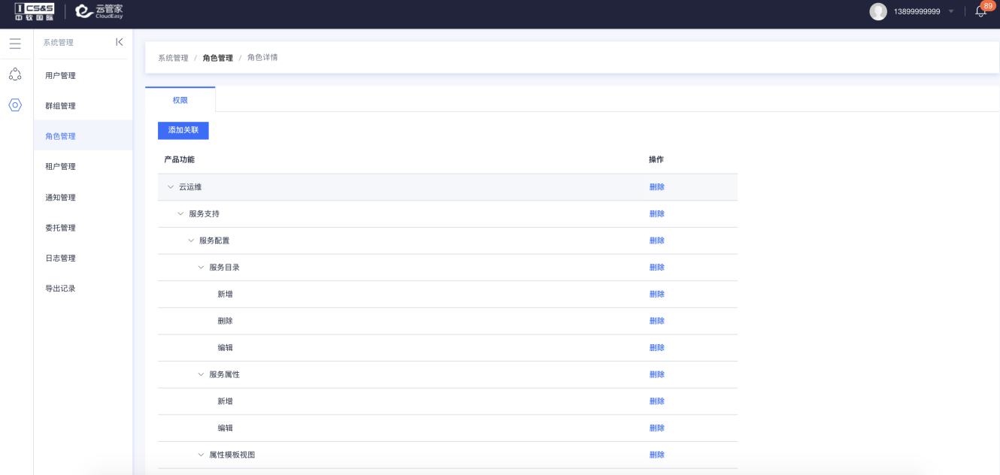 CS&S
中软国际
云管家
CloudEasy
13899999999
89
系统管理
用户管理
群组管理
角色管理
租户管理
通知管理
委托管理
日志管理
导出记录
系统管理 / 角色管理 / 角色详情
权限
添加关联
产品功能 操作
云运维 删除
服务支持 删除
服务配置 删除
服务目录 删除
新增 删除
删除 删除
编辑 删除
服务属性 删除
新增 删除
编辑 删除
属性模板视图 删除